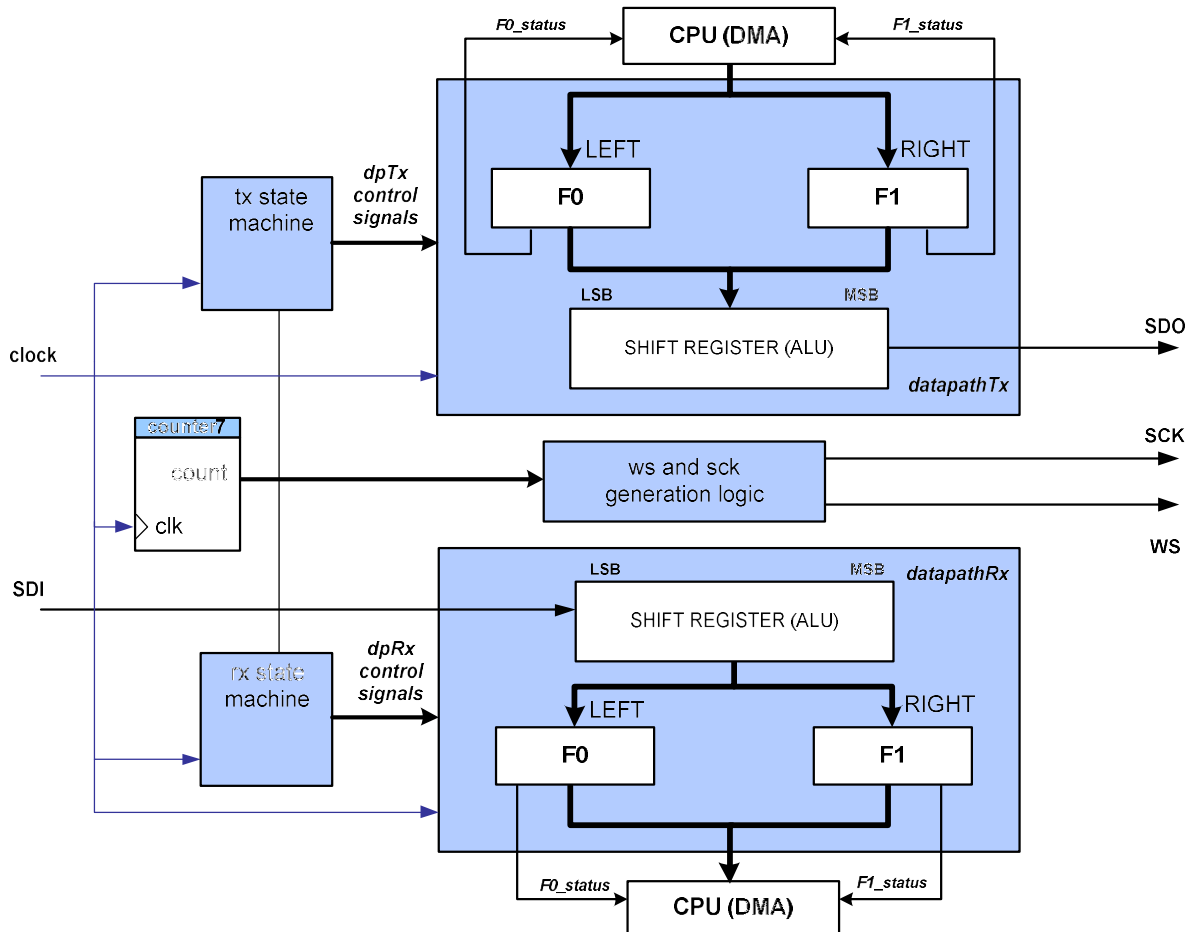 F0_status
CPU (DMA)
F1_status
LEFT
RIGHT
F0
F1
tx state
machine
dpTx
control
signals
LSB
MSB
SHIFT REGISTER (ALU)
datapathTx
SDO
clock
counter7
count
clk
ws and sck
generation logic
SCK
WS
SDI
LSB
MSB
datapathRx
SHIFT REGISTER (ALU)
rx state
machine
dpRx
control
signals
LEFT
RIGHT
F0
F1
F0_status
F1_status
CPU (DMA)